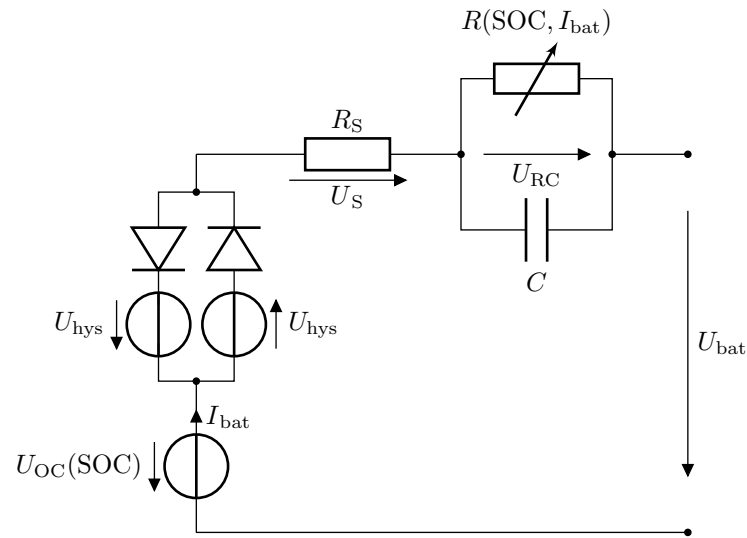 R(SOC, I_bat)
R_S
U_RC
U_S
C
U_hys
U_hys
U_bat
I_bat
U_OC(SOC)